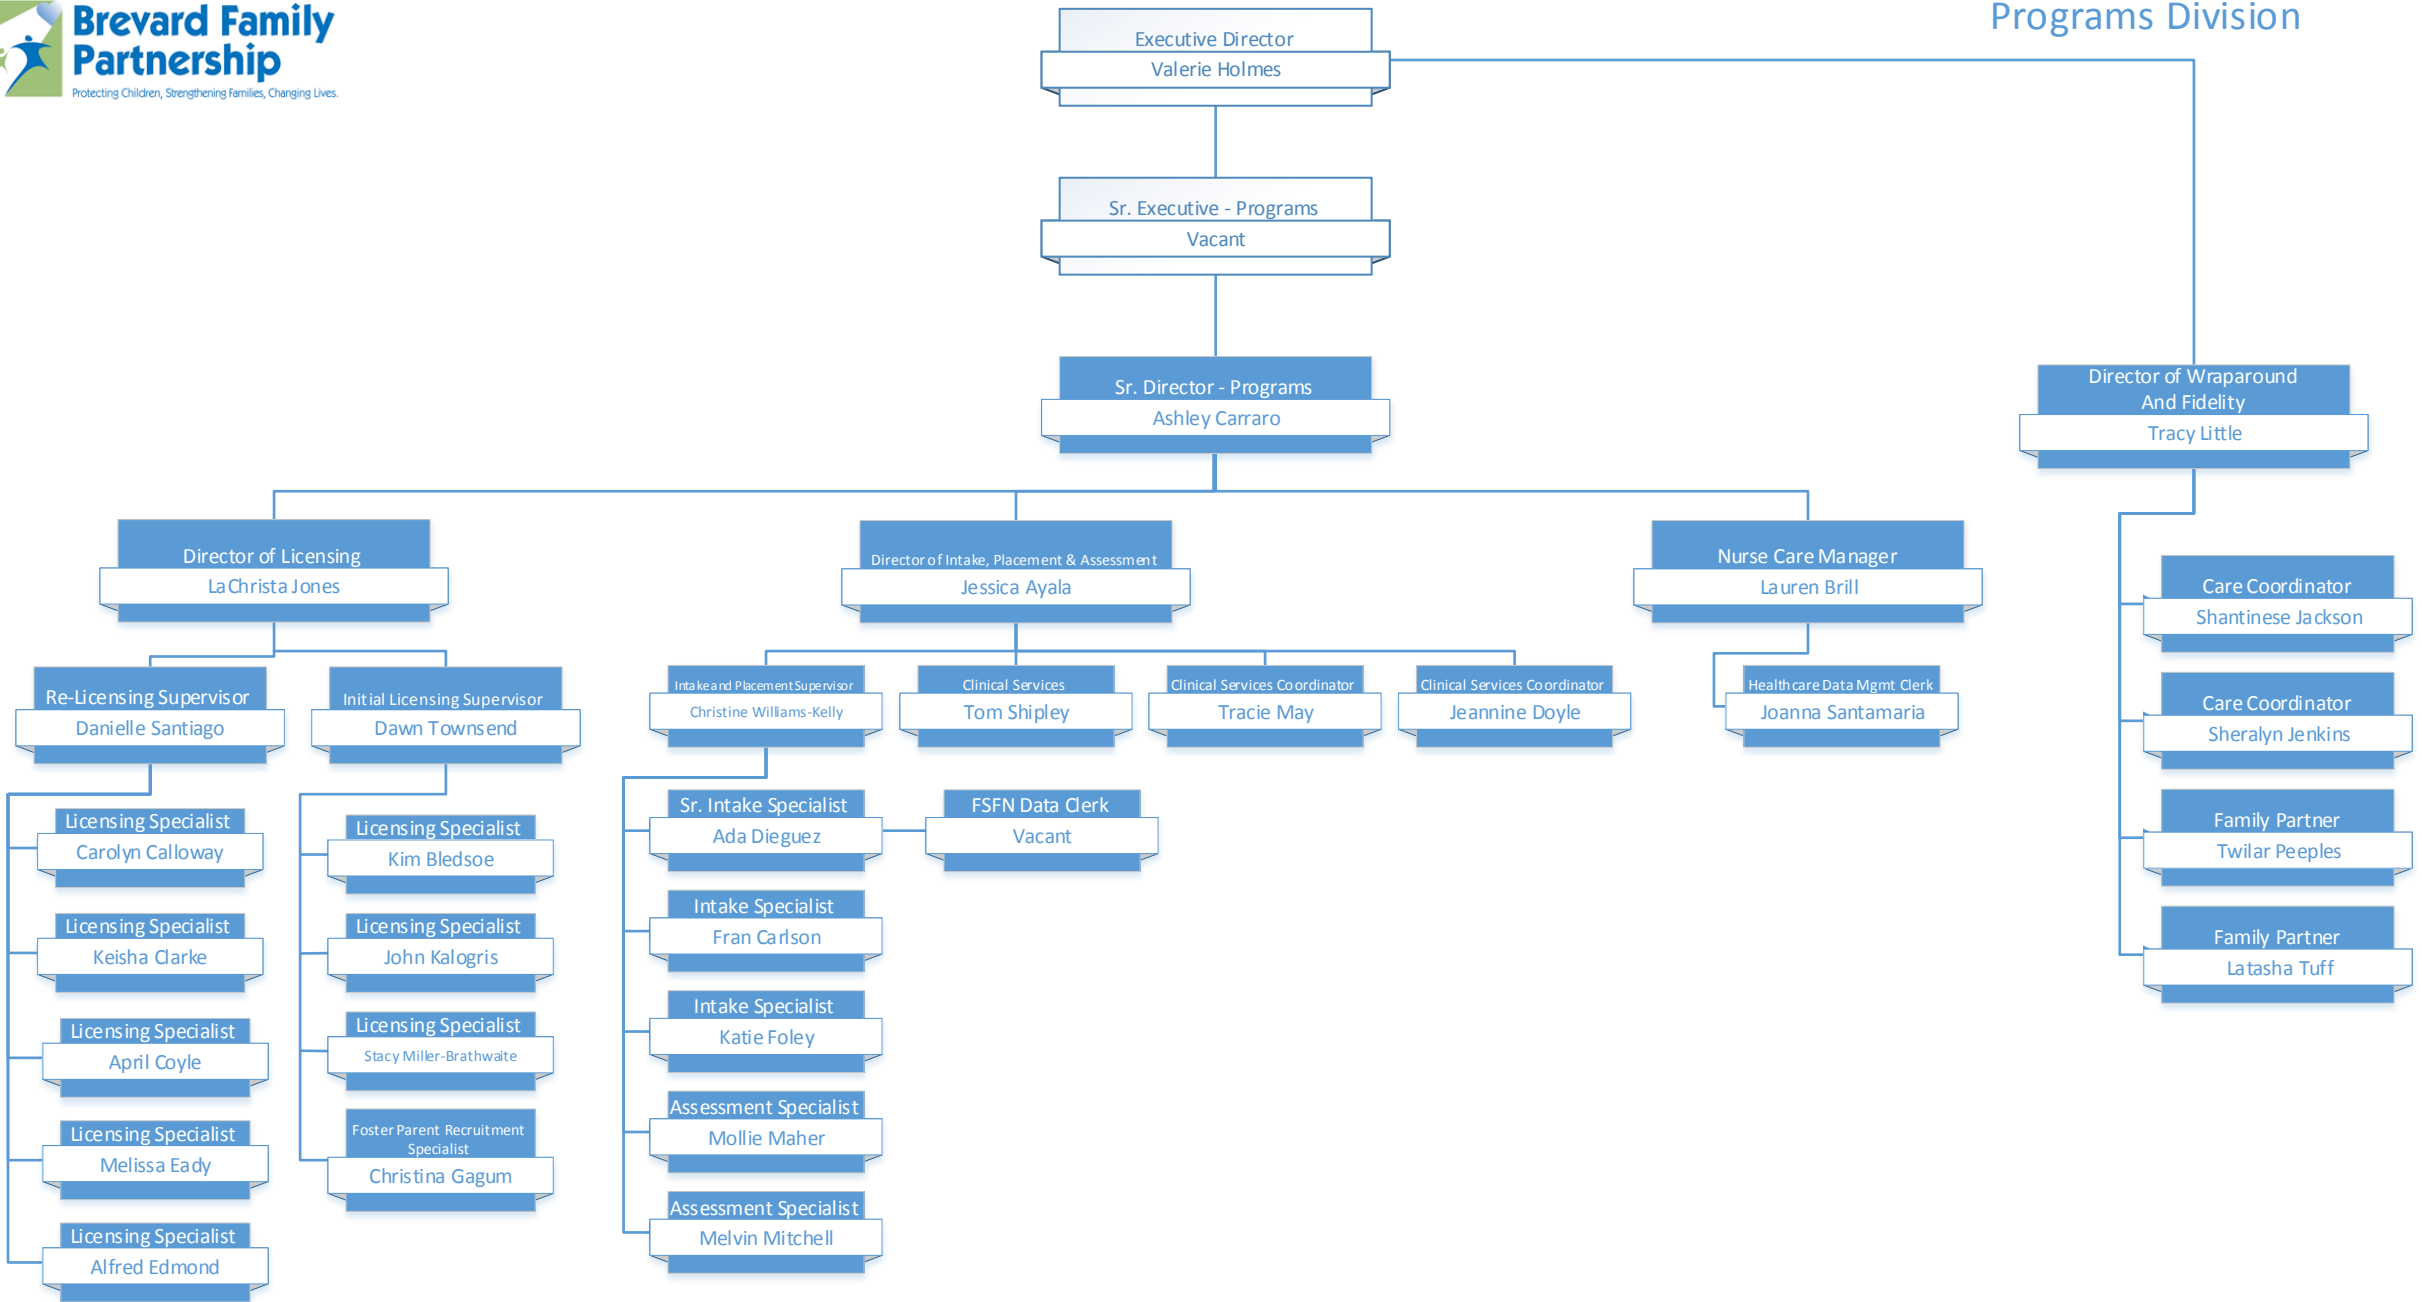 Brevard Family
Partnership
Protecting Children, Strengthening Families, Changing Lives.
Programs Division
Executive Director
Valerie Holmes
Sr. Executive - Programs
Vacant
Sr. Director - Programs
Ashley Carraro
Director of Wraparound
And Fidelity
Tracy Little
Director of Licensing
LaChrista Jones
Director of Intake, Placement & Assessment
Jessica Ayala
Nurse Care Manager
Lauren Brill
Care Coordinator
Shantinese Jackson
Care Coordinator
Sheralyn Jenkins
Family Partner
Twilar Peeples
Family Partner
Latasha Tuff
Re-Licensing Supervisor
Danielle Santiago
Initial Licensing Supervisor
Dawn Townsend
Intake and Placement Supervisor
Christine Williams-Kelly
Clinical Services
Tom Shipley
Clinical Services Coordinator
Tracie May
Clinical Services Coordinator
Jeannine Doyle
Healthcare Data Mgmt Clerk
Joanna Santamaria
Licensing Specialist
Carolyn Calloway
Licensing Specialist
Keisha Clarke
Licensing Specialist
April Coyle
Licensing Specialist
Melissa Eady
Licensing Specialist
Alfred Edmond
Licensing Specialist
Kim Bledsoe
Licensing Specialist
John Kalogris
Licensing Specialist
Stacy Miller-Brathwaite
Foster Parent Recruitment
Specialist
Christina Gagum
Sr. Intake Specialist
Ada Dieguez
FSFN Data Clerk
Vacant
Intake Specialist
Fran Carlson
Intake Specialist
Katie Foley
Assessment Specialist
Mollie Maher
Assessment Specialist
Melvin Mitchell